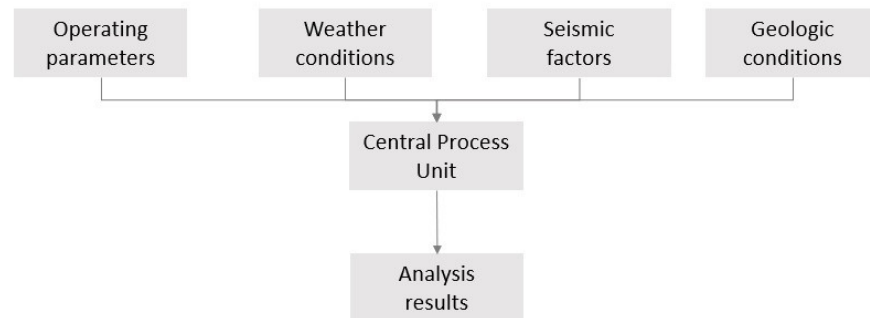 Operating
parameters
Weather
conditions
Seismic
factors
Geologic
conditions
Central Process
Unit
Analysis
results